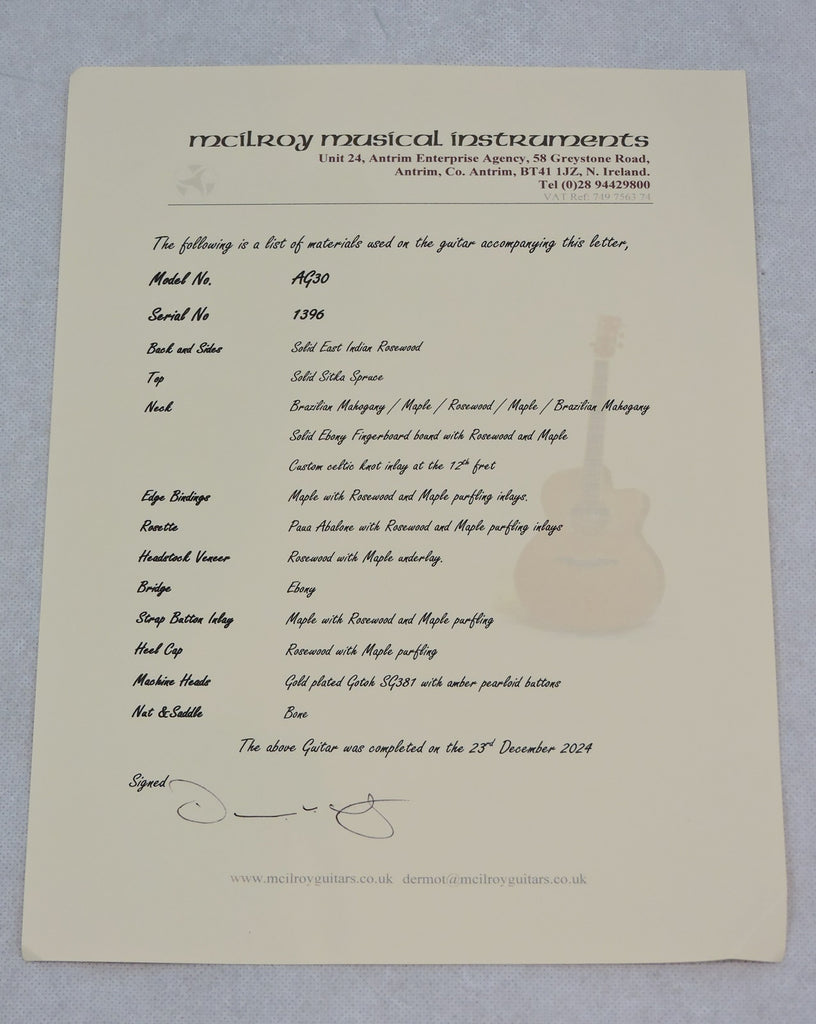 mcilroy musical instruments
Unit 24, Antrim Enterprise Agency, 58 Greystone Road,
Antrim, Co. Antrim, BT41 1JZ, N. Ireland.
Tel (0)28 94429800
VAT Ref: 749 7563 74
The following is a list of materials used on the guitar accompanying this letter,
Model No. AG30
Serial No 1396
Back and Sides Solid East Indian Rosewood
Top Solid Sitka Spruce
Neck Brazilian Mahogany / Maple / Rosewood / Maple / Brazilian Mahogany
Solid Ebony Fingerboard bound with Rosewood and Maple
Custom celtic knot inlay at the 12th fret
Edge Bindings Maple with Rosewood and Maple purfling inlays.
Rosette Paua Abalone with Rosewood and Maple purfling inlays
Headstock Veneer Rosewood with Maple underlay.
Bridge Ebony
Strap Button Inlay Maple with Rosewood and Maple purfling
Heel Cap Rosewood with Maple purfling
Machine Heads Gold plated Gotoh SG381 with amber pearloid buttons
Nut & Saddle Bone
The above Guitar was completed on the 23rd December 2024
Signed
www.mcilroyguitars.co.uk dermot@mcilroyguitars.co.uk